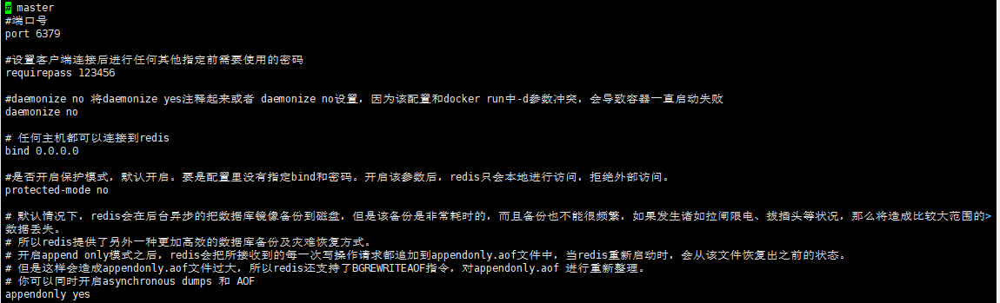 # master
#端口号
port 6379
#设置客户端连接后进行任何其他指定前需要使用的密码
requirepass 123456
#daemonize no 将daemonize yes注释起来或者 daemonize no设置，因为该配置和docker run中-d参数冲突，会导致容器一直启动失败
daemonize no
# 任何主机都可以连接到redis
bind 0.0.0.0
#是否开启保护模式，默认开启。要是配置里没有指定bind和密码。开启该参数后，redis只会本地进行访问，拒绝外部访问。
protected-mode no
# 默认情况下，redis会在后台异步的把数据库镜像备份到磁盘，但是该备份是非常耗时的，而且备份也不能很频繁，如果发生诸如拉闸限电、拔插头等状况，那么将造成比较大范围的>
数据丢失。
# 所以redis提供了另外一种更加高效的数据库备份及灾难恢复方式。
# 开启append only模式之后，redis会把所接收到的每一次写操作请求都追加到appendonly.aof文件中，当redis重新启动时，会从该文件恢复出之前的状态。
# 但是这样会造成appendonly.aof文件过大，所以redis还支持了BGREWRITEAOF指令，对appendonly.aof 进行重新整理。
# 你可以同时开启asynchronous dumps 和 AOF
appendonly yes